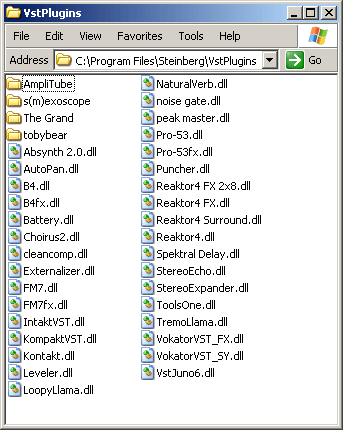 VstPlugins
File Edit View Favorites Tools Help
Address C:\Program Files\Steinberg\VstPlugins Go
AmpliTube
s(m)exoscope
The Grand
tobybear
Absynth 2.0.dll
AutoPan.dll
B4.dll
B4fx.dll
Battery.dll
Choirus2.dll
cleancomp.dll
Externalizer.dll
FM7.dll
FM7fx.dll
IntaktVST.dll
KompaktVST.dll
Kontakt.dll
Leveler.dll
LoopyLlama.dll
NaturalVerb.dll
noise gate.dll
peak master.dll
Pro-53.dll
Pro-53fx.dll
Puncher.dll
Reaktor4 FX 2x8.dll
Reaktor4 FX.dll
Reaktor4 Surround.dll
Reaktor4.dll
Spektral Delay.dll
StereoEcho.dll
StereoExpander.dll
ToolsOne.dll
TremoLlama.dll
VokatorVST_FX.dll
VokatorVST_SY.dll
VstJuno6.dll